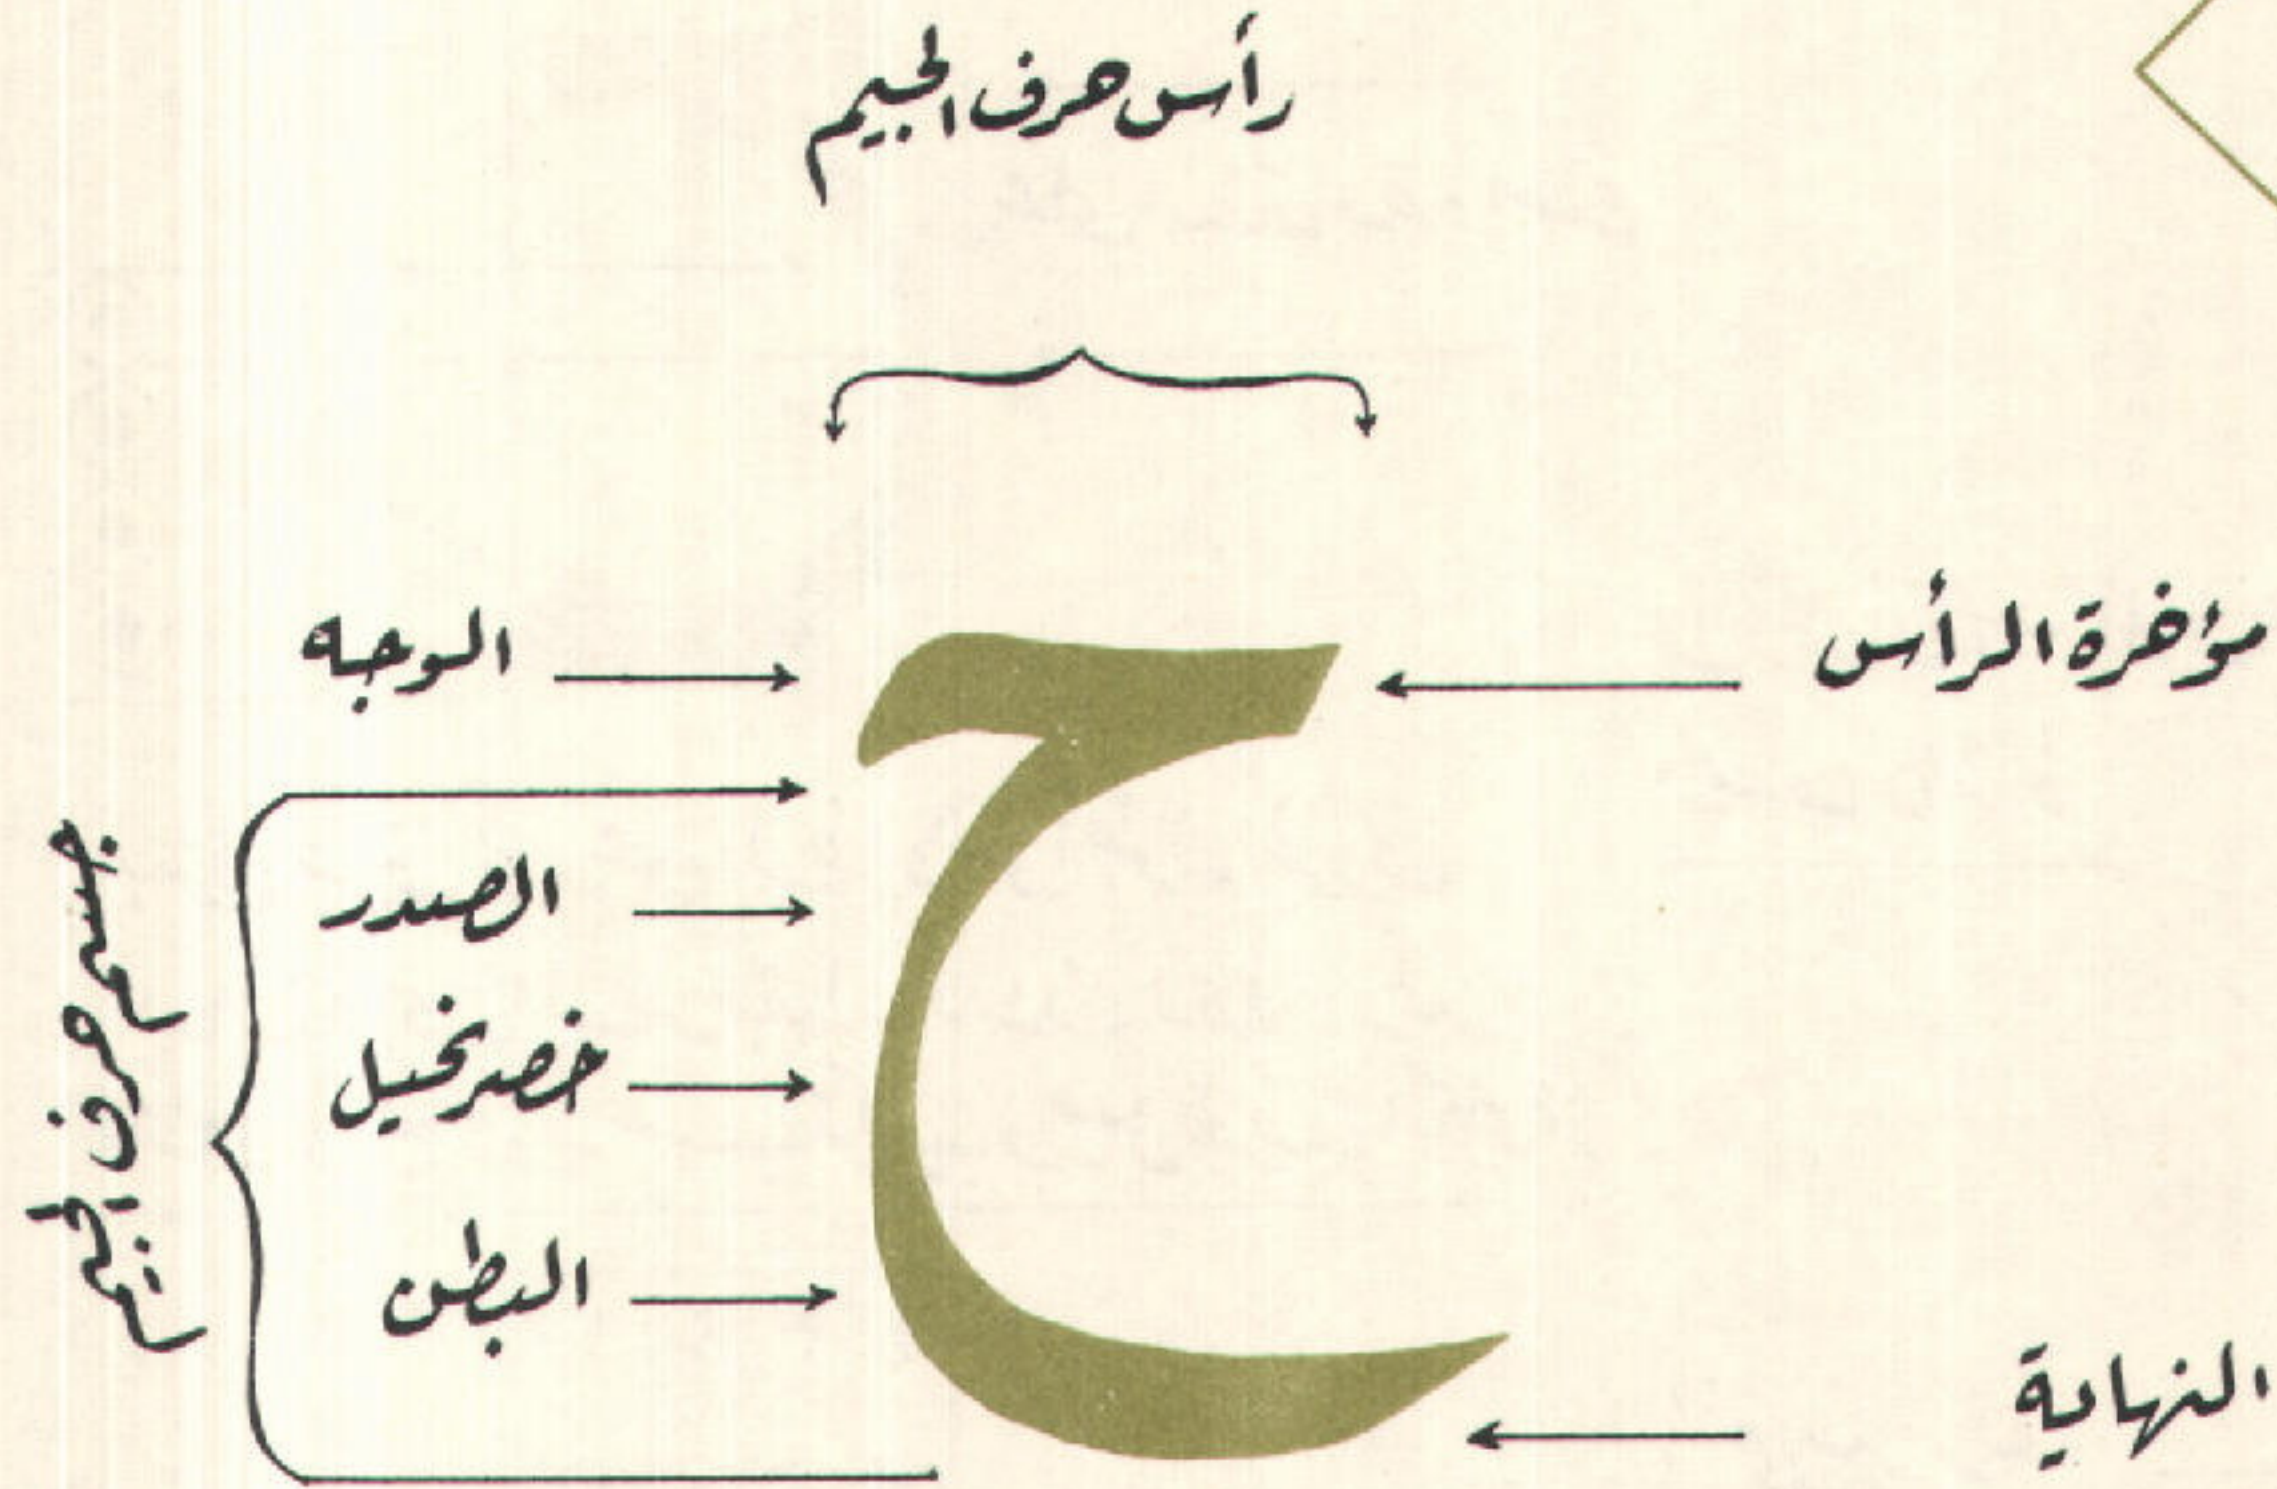 رأس حرف الجيم
مؤخرة الرأس
الوجه
الصدر
خصر نحيل
البطن
النهاية
جسم حرف الجيم
ح